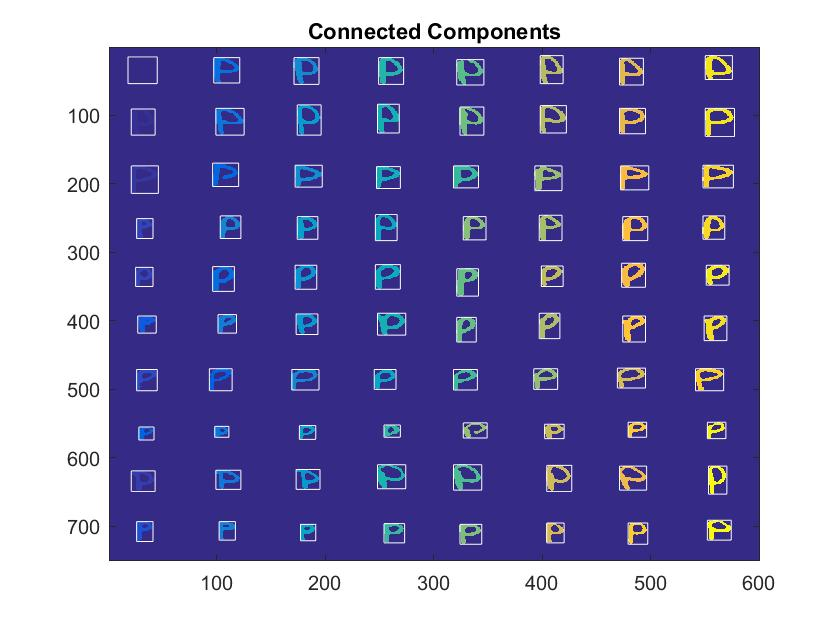 Connected Components
100
200
300
400
500
600
700
P P P P P P P
P P P P P P P
P P P P P P P
P P P P P P P P
P P P P P P P P
P P P P P P P P
P P P P P P P P
P P P P P P P P
P P P P P P P P
P P P P P P P P
100 200 300 400 500 600